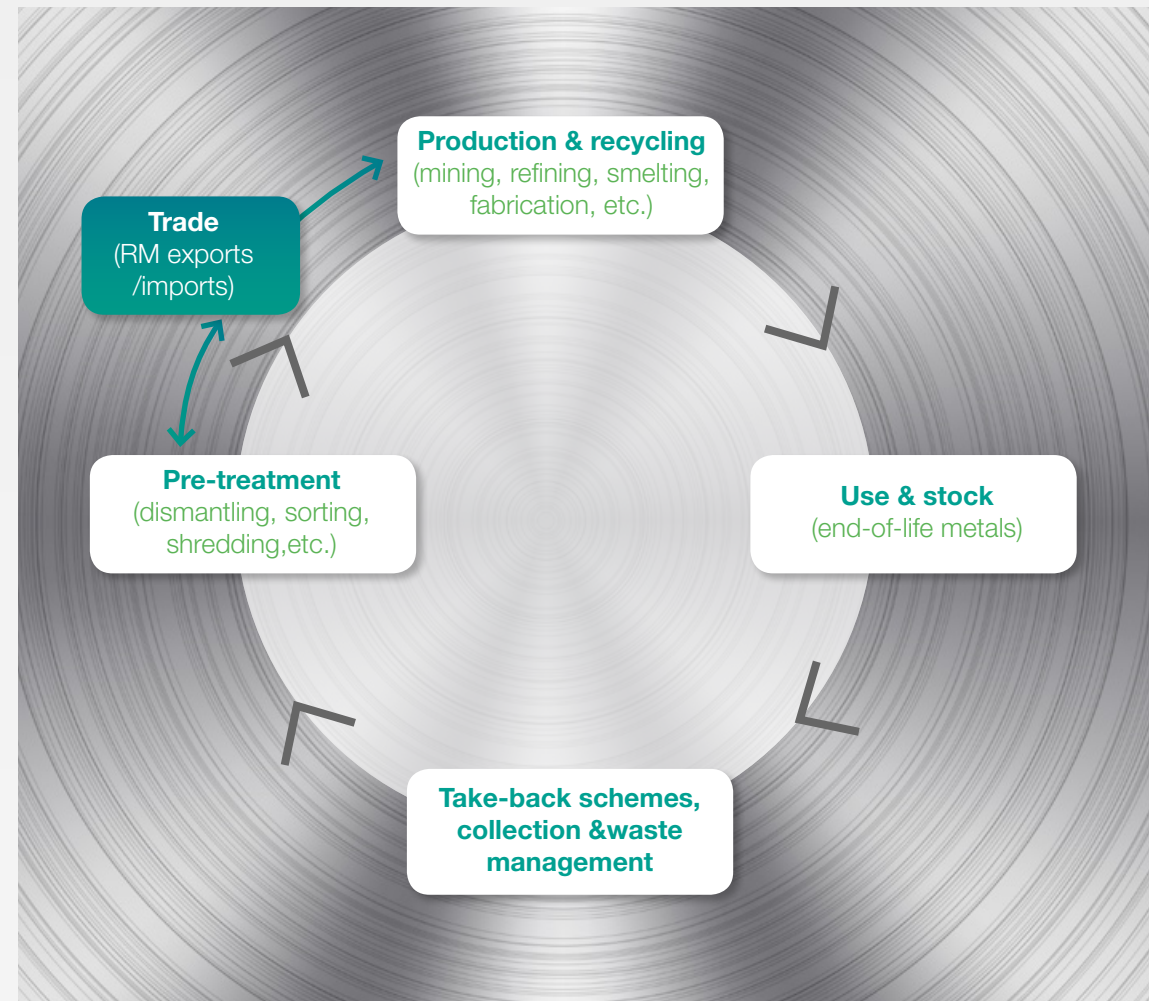 Production & recycling
(mining, refining, smelting,
fabrication, etc.)
Trade
(RM exports
/imports)
Pre-treatment
(dismantling, sorting,
shredding,etc.)
Use & stock
(end-of-life metals)
Take-back schemes,
collection &waste
management